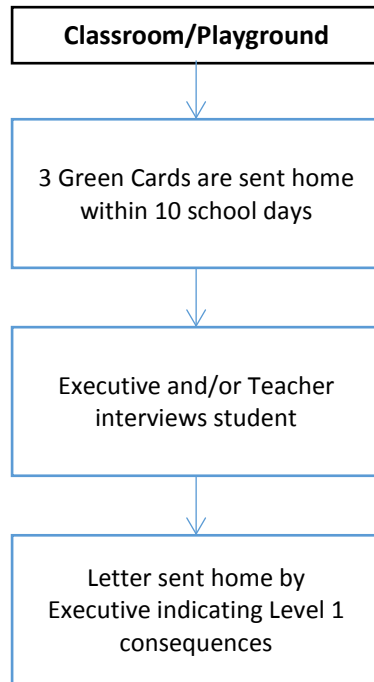 Classroom/Playground
3 Green Cards are sent home
within 10 school days
Executive and/or Teacher
interviews student
Letter sent home by
Executive indicating Level 1
consequences